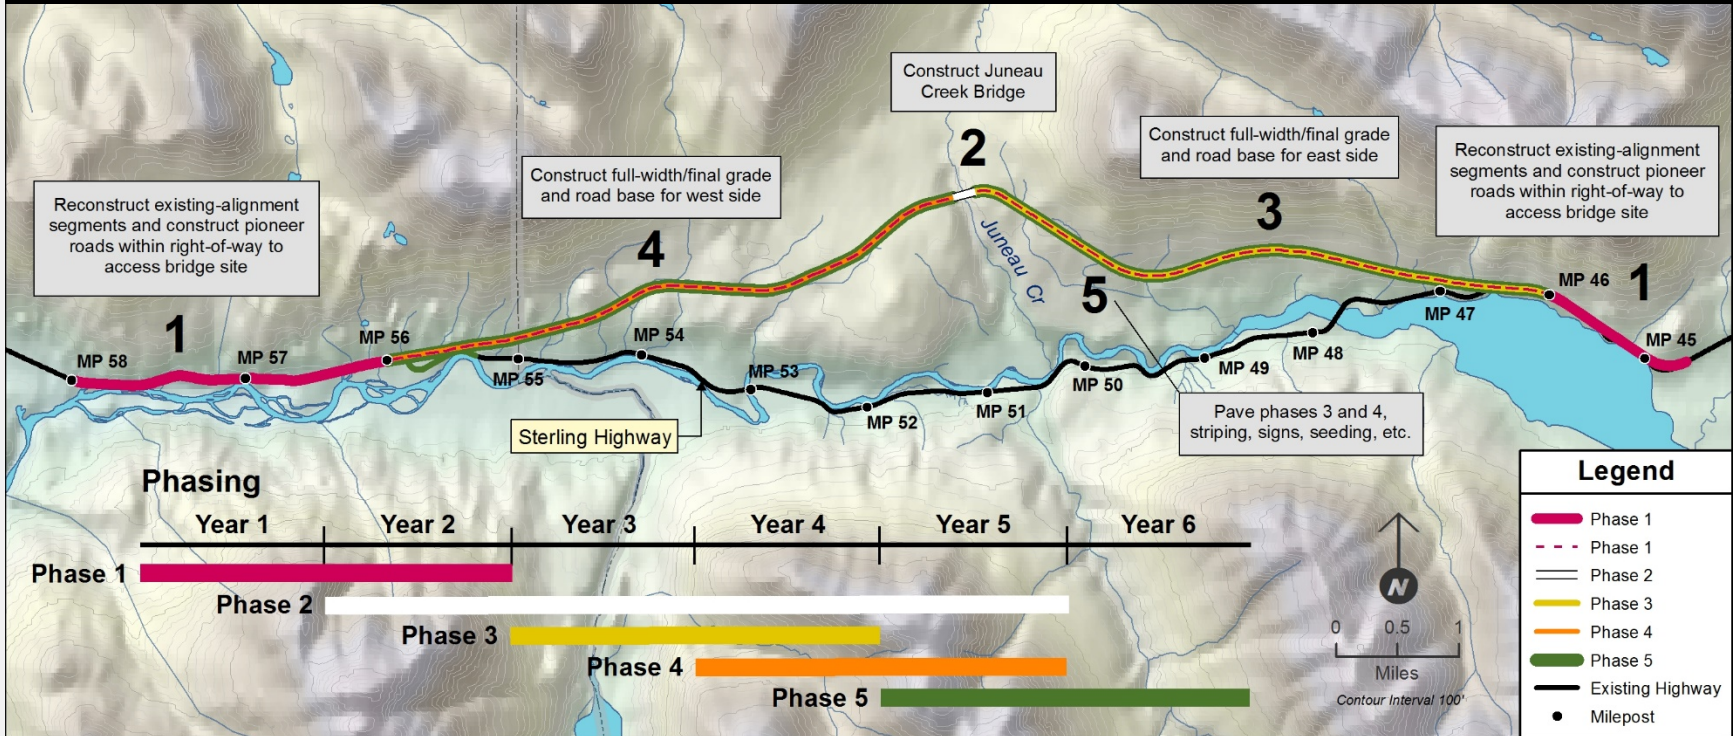 Construct Juneau
Creek Bridge
2
Construct full-width/final grade
and road base for east side
3
Reconstruct existing-alignment
segments and construct pioneer
roads within right-of-way to
access bridge site
1
Construct full-width/final grade
and road base for west side
4
Reconstruct existing-alignment
segments and construct pioneer
roads within right-of-way to
access bridge site
1
Juneau Cr
5
MP 58
MP 57
MP 56
MP 55
MP 54
MP 53
MP 52
MP 51
MP 50
MP 49
MP 48
MP 47
MP 46
MP 45
Sterling Highway
Pave phases 3 and 4,
striping, signs, seeding, etc.
Phasing
Year 1 Year 2 Year 3 Year 4 Year 5 Year 6
Phase 1
Phase 2
Phase 3
Phase 4
Phase 5
N
0 0.5 1
Miles
Contour Interval 100'
Legend
Phase 1
Phase 1
Phase 2
Phase 3
Phase 4
Phase 5
Existing Highway
Milepost